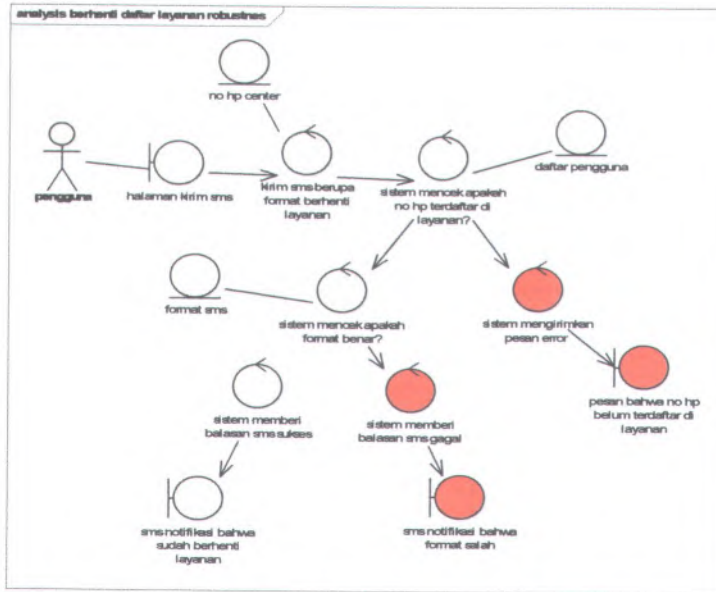 analysis berhenti daftar layanan robustnes
no hp center
pengguna
halaman kirim sms
kirim sms berupa
format berhenti
layanan
sistem mencek apakah
no hp terdaftar di
layanan?
daftar pengguna
format sms
sistem mencek apakah
format benar?
sistem mengirimkan
pesan error
sistem memberi
balasan sms sukses
sistem memberi
balasan sms gagal
pesan bahwa no hp
belum terdaftar di
layanan
sms notifikasi bahwa
sudah berhenti
layanan
sms notifikasi bahwa
format salah